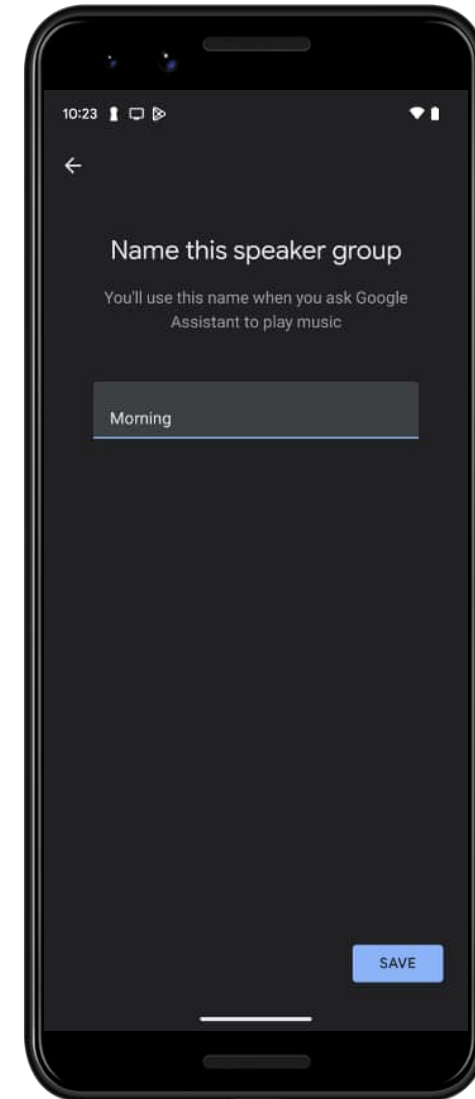 10:23
Name this speaker group
You'll use this name when you ask Google
Assistant to play music
Morning
SAVE